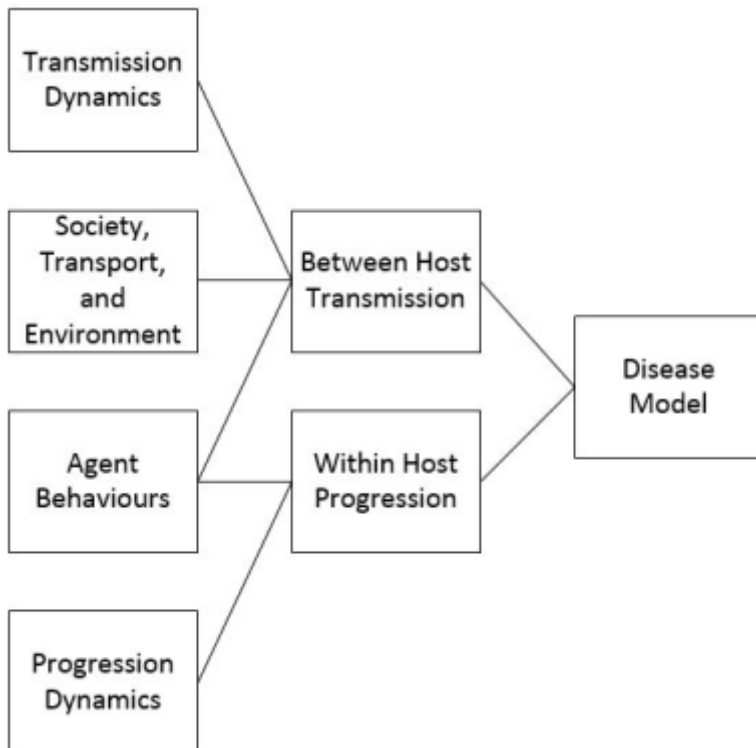 Transmission
Dynamics
Society,
Transport,
and
Environment
Between Host
Transmission
Disease
Model
Agent
Behaviours
Within Host
Progression
Progression
Dynamics